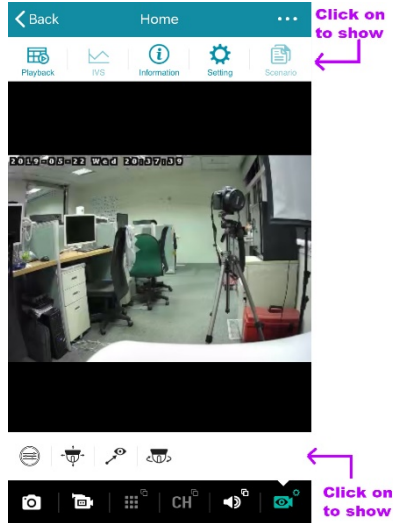 Back
Home
...
Click on
to show
Playback
IVS
Information
Setting
Scenario
2019-05-22 Wed 20:37:39
CH
Click on
to show